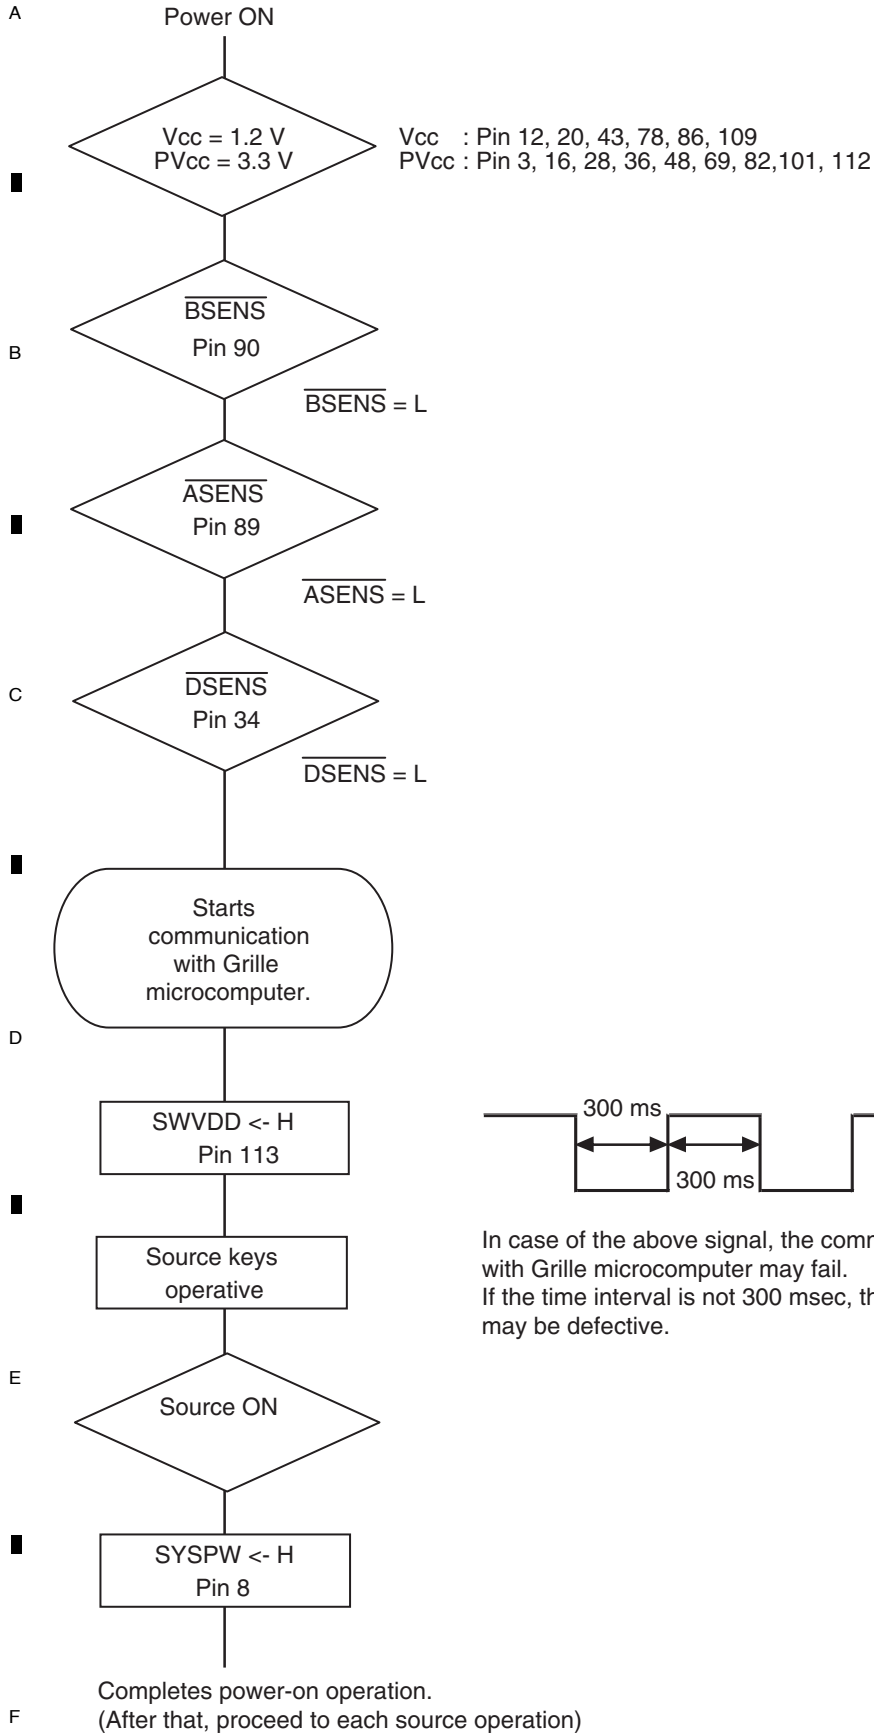 A
Power ON
Vcc = 1.2 V
PVcc = 3.3 V
Vcc : Pin 12, 20, 43, 78, 86, 109
PVcc : Pin 3, 16, 28, 36, 48, 69, 82,101, 112
BSENS
Pin 90
B
BSENS = L
ASENS
Pin 89
ASENS = L
DSENS
Pin 34
C
DSENS = L
Starts
communication
with Grille
microcomputer.
D
SWVDD <- H
Pin 113
300 ms
300 ms
Source keys
operative
In case of the above signal, the
with Grille microcomputer may fail.
If the time interval is not 300 msec,
may be defective.
E
Source ON
SYSPW <- H
Pin 8
Completes power-on operation.
F
(After that, proceed to each source operation)